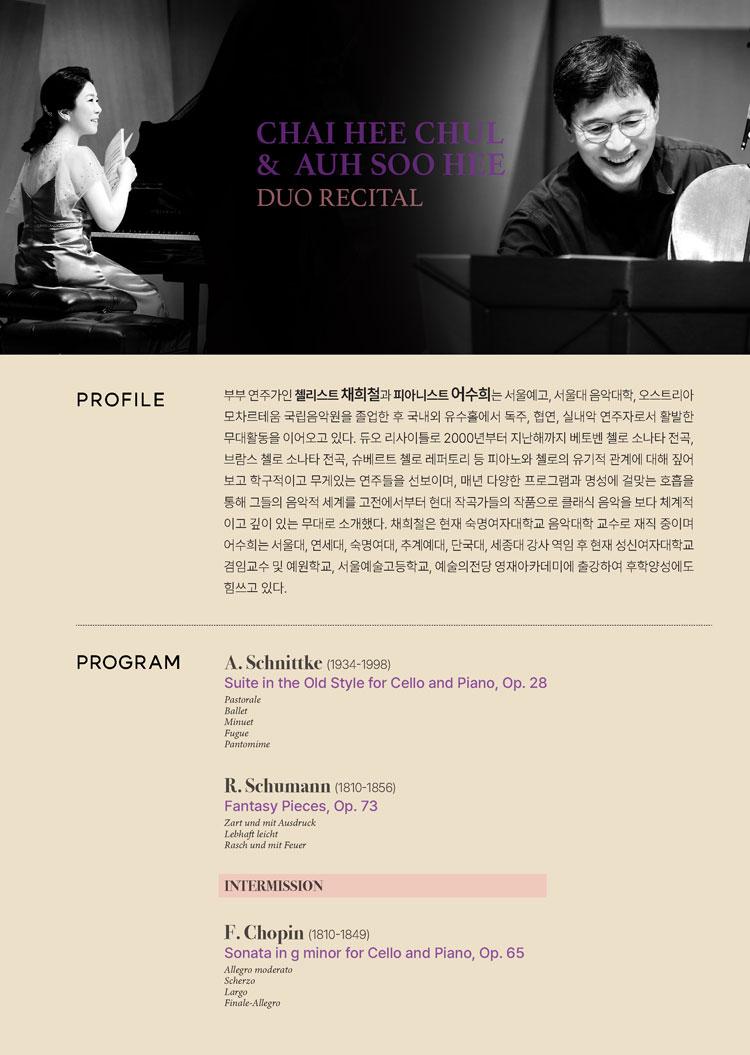 CHAI HEE CHUL
& AUH SOO HEE
DUO RECITAL
PROFILE
부부 연주가인 첼리스트 채희철과 피아니스트 어수희는 서울예고, 서울대 음악대학, 오스트리아
모차르테움 국립음악원을 졸업한 후 국내외 유수홀에서 독주, 협연, 실내악 연주자로서 활발한
무대활동을 이어오고 있다. 듀오 리사이틀로 2000년부터 지난해까지 베토벤 첼로 소나타 전곡,
브람스 첼로 소나타 전곡, 슈베르트 첼로 레퍼토리 등 피아노와 첼로의 유기적 관계에 대해 짚어
보고 학구적이고 무게있는 연주들을 선보이며, 매년 다양한 프로그램과 명성에 걸맞는 호흡을
통해 그들의 음악적 세계를 고전에서부터 현대 작곡가들의 작품으로 클래식 음악을 보다 체계적
이고 깊이 있는 무대로 소개했다. 채희철은 현재 숙명여자대학교 음악대학 교수로 재직 중이며
어수희는 서울대, 연세대, 숙명여대, 추계예대, 단국대, 세종대 강사 역임 후 현재 성신여자대학교
겸임교수 및 예원학교, 서울예술고등학교, 예술의전당 영재아카데미에 출강하여 후학양성에도
힘쓰고 있다.
PROGRAM
A. Schnittke (1934-1998)
Suite in the Old Style for Cello and Piano, Op. 28
Pastorale
Ballet
Minuet
Fugue
Pantomime
R. Schumann (1810-1856)
Fantasy Pieces, Op. 73
Zart und mit Ausdruck
Lebhaft leicht
Rasch und mit Feuer
INTERMISSION
F. Chopin (1810-1849)
Sonata in g minor for Cello and Piano, Op. 65
Allegro moderato
Scherzo
Largo
Finale-Allegro